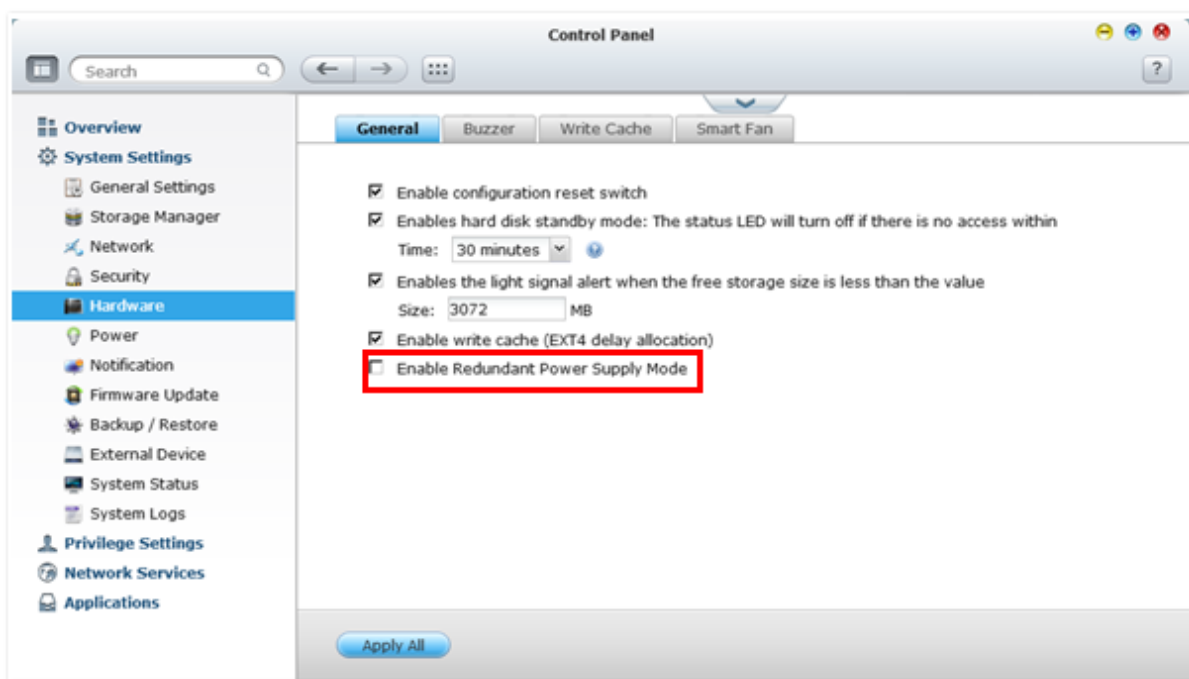 Control Panel
Search
?
Overview
System Settings
General Settings
Storage Manager
Network
Security
Hardware
Power
Notification
Firmware Update
Backup / Restore
External Device
System Status
System Logs
Privilege Settings
Network Services
Applications
General Buzzer Write Cache Smart Fan
Enable configuration reset switch
Enables hard disk standby mode: The status LED will turn off if there is no access within
Time: 30 minutes
Enables the light signal alert when the free storage size is less than the value
Size: 3072 MB
Enable write cache (EXT4 delay allocation)
Enable Redundant Power Supply Mode
Apply All